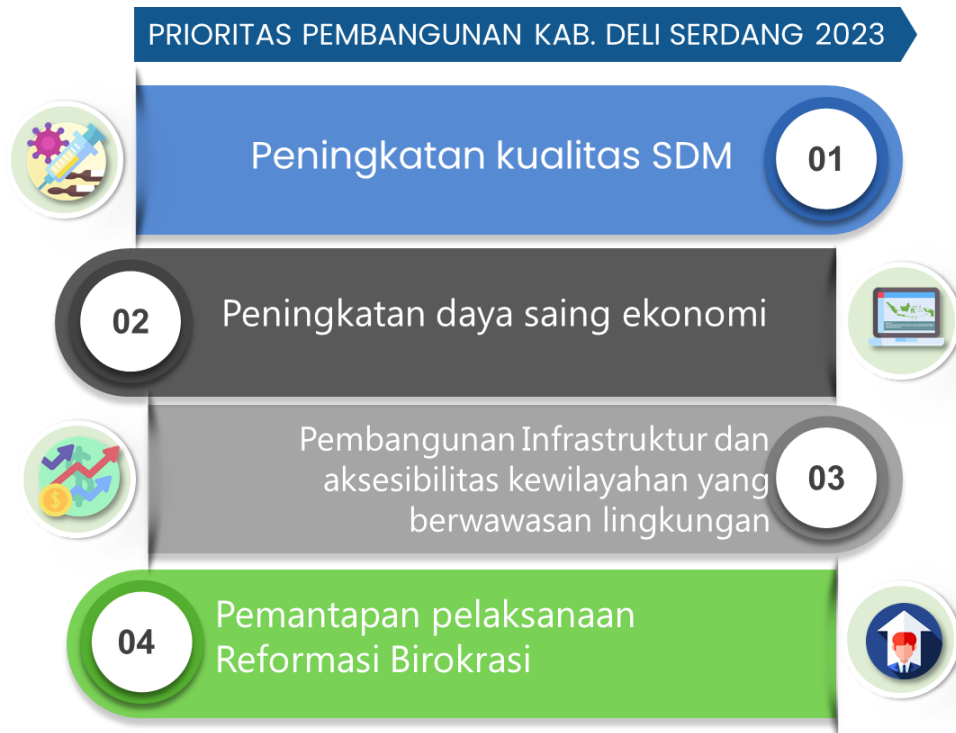 PRIORITAS PEMBANGUNAN KAB. DELI SERDANG 2023
Peningkatan kualitas SDM
01
02
Peningkatan daya saing ekonomi
Pembangunan Infrastruktur dan
aksesibilitas kewilayahan yang
berwawasan lingkungan
03
04
Pemantapan pelaksanaan
Reformasi Birokrasi